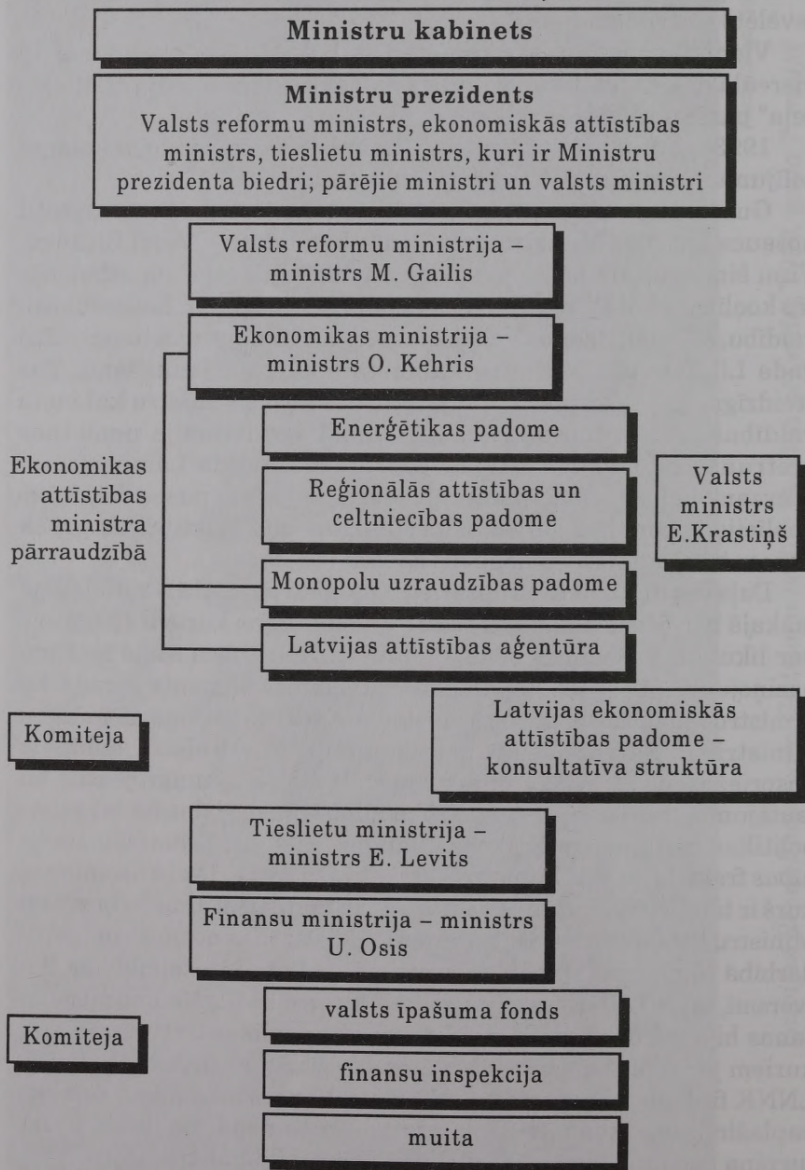 Ministru kabinets
Ministru prezidents
Valsts reformu ministrs, ekonomiskās attīstības
ministrs, tieslietu ministrs, kuri ir Ministru
prezidenta biedri; pārējie ministri un valsts ministri
Valsts reformu ministrija –
ministrs M. Gailis
Ekonomikas ministrija –
ministrs O. Kehris
Ekonomikas
attīstības
ministra
pārraudzībā
Enerģētikas padome
Reģionālās attīstības un
celtniecības padome
Monopolu uzraudzības padome
Latvijas attīstības aģentūra
Valsts
ministrs
E.Krastiņš
Komiteja
Latvijas ekonomiskās
attīstības padome –
konsultatīva struktūra
Tieslietu ministrija –
ministrs E. Levits
Finansu ministrija – ministrs
U. Osis
Komiteja
valsts īpašuma fonds
finansu inspekcija
muita